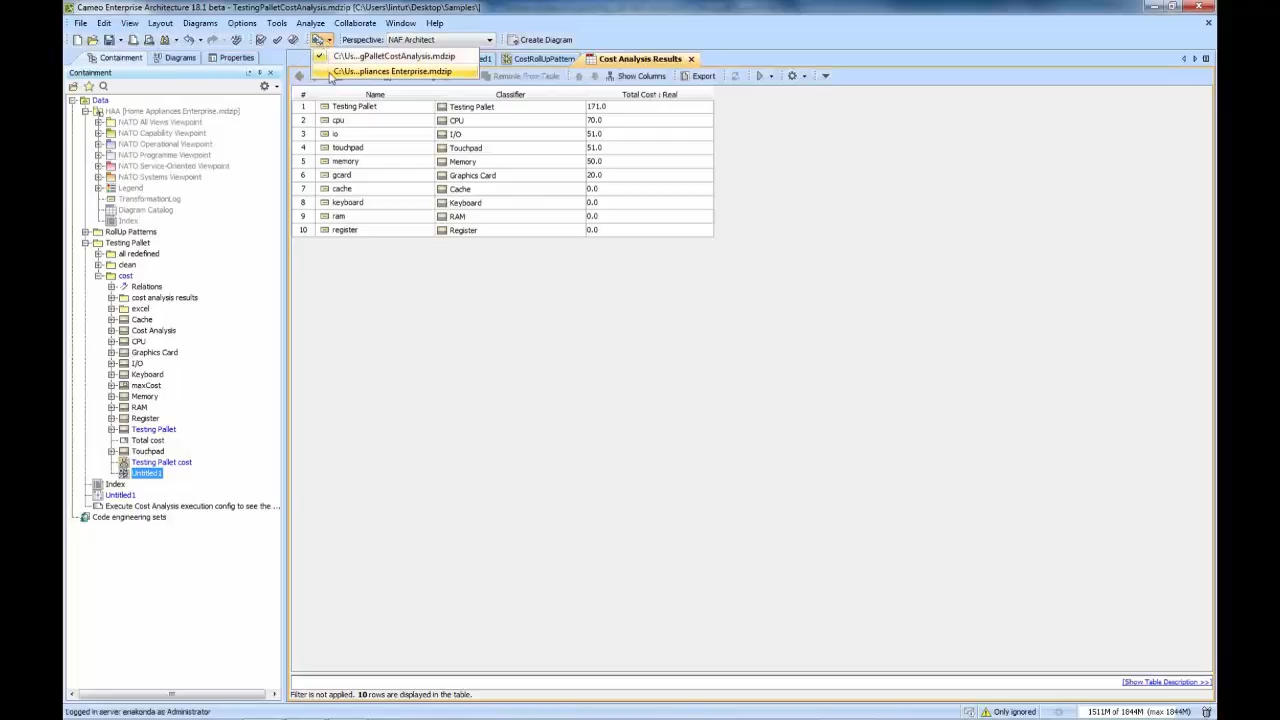 Cameo Enterprise Architecture 18.1 beta - TestingPalletCostAnalysis.mdzip [C:\Users\lintut\Desktop\Samples\]
File Edit View Layout Diagrams Options Tools Analyze Collaborate Window Help
Perspective: NAF Architect Create Diagram
Containment Diagrams Properties
C:\Us...gPalletCostAnalysis.mdzip
C:\Us...pliances Enterprise.mdzip
CostRollUpPattern
Cost Analysis Results
Containment
Remove From Table Show Columns Export
# Name Classifier Total Cost : Real
1 Testing Pallet Testing Pallet 171.0
2 cpu CPU 70.0
3 io I/O 51.0
4 touchpad Touchpad 51.0
5 memory Memory 50.0
6 gcard Graphics Card 20.0
7 cache Cache 0.0
8 keyboard Keyboard 0.0
9 ram RAM 0.0
10 register Register 0.0
Data
HAA [Home Appliances Enterprise.mdzip]
NATO All Views Viewpoint
NATO Capability Viewpoint
NATO Operational Viewpoint
NATO Programme Viewpoint
NATO Service-Oriented Viewpoint
NATO Systems Viewpoint
Legend
TransformationLog
Diagram Catalog
Index
RollUp Patterns
Testing Pallet
all redefined
clean
cost
Relations
cost analysis results
excel
Cache
Cost Analysis
CPU
Graphics Card
I/O
Keyboard
maxCost
Memory
RAM
Register
Testing Pallet
Total cost
Touchpad
Testing Pallet cost
Untitled1
Index
Untitled1
Execute Cost Analysis execution config to see the ...
Code engineering sets
[Show Table Description >>]
Filter is not applied. 10 rows are displayed in the table.
Logged in server enakonda as Administrator
Only ignored
1511M of 1844M (max 1844M)